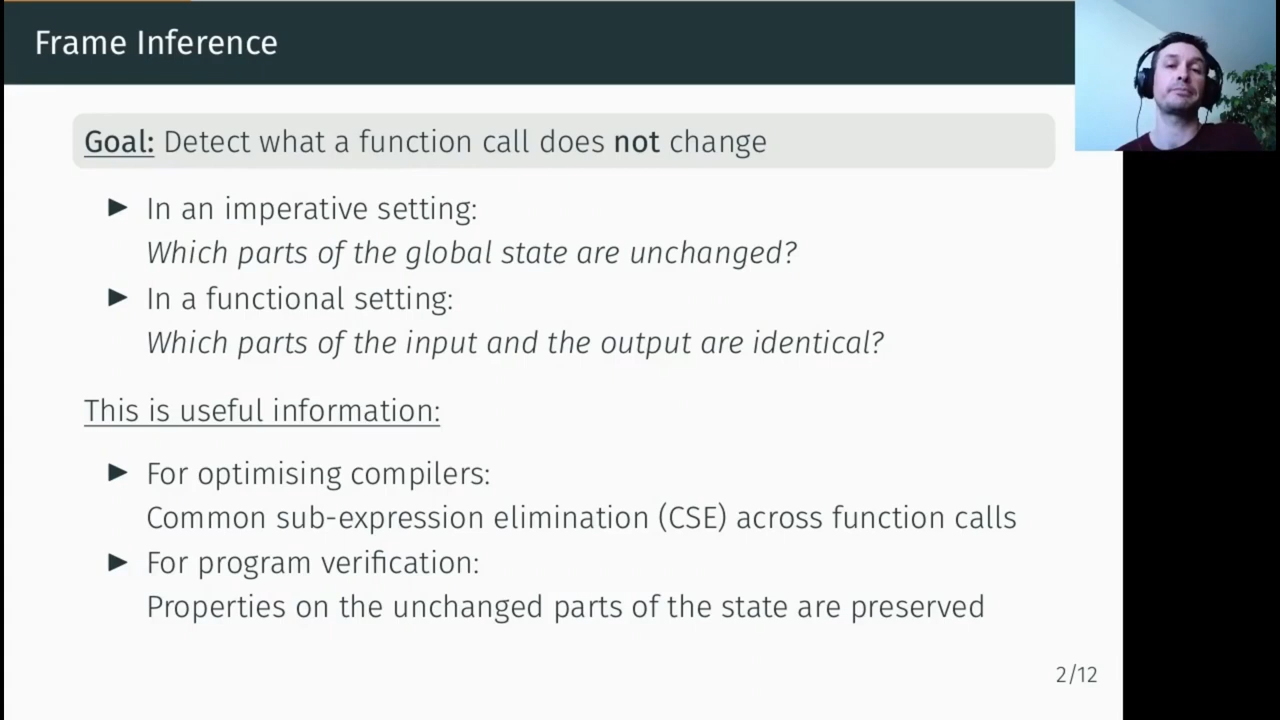 Frame Inference
Goal: Detect what a function call does not change
▶ In an imperative setting:
Which parts of the global state are unchanged?
▶ In a functional setting:
Which parts of the input and the output are identical?
This is useful information:
▶ For optimising compilers:
Common sub-expression elimination (CSE) across function calls
▶ For program verification:
Properties on the unchanged parts of the state are preserved
2/12